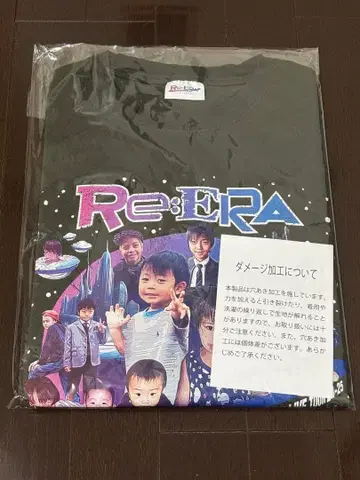 Re:ERA
ダメージ加工について
本製品は穴あき加工を施しています。
力を加えると引き裂けたり、着用や
洗濯の繰り返しで生地が解れること
がありますので、お取り扱いには十
分ご注意ください。また、穴あき加
工には個体差がございます。あらか
じめご了承ください。
LIVE TOUR